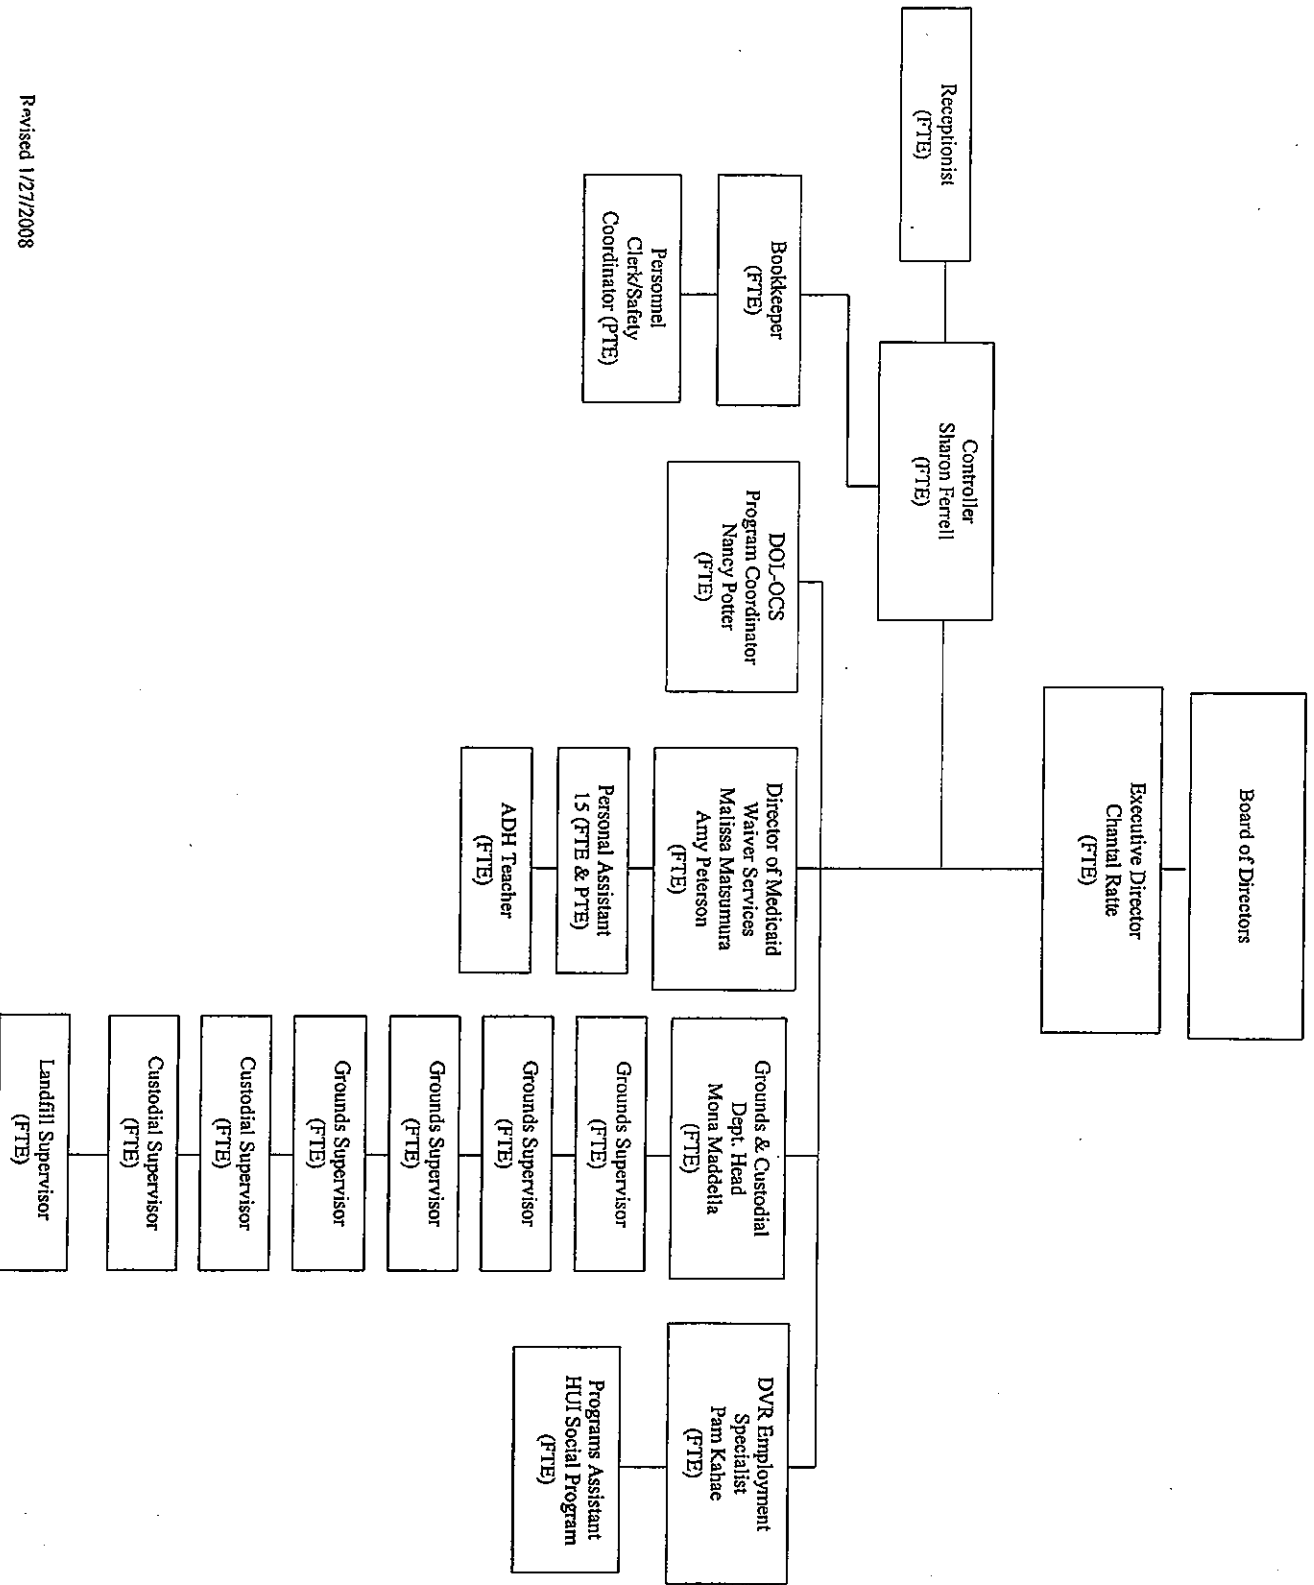 Board of Directors
Executive Director
Chantal Ratte
(FTE)
Controller
Sharon Ferrell
(FTE)
Receptionist
(FTE)
Bookkeeper
(FTE)
Personnel
Clerk/Safety
Coordinator (PTE)
DOL-OCS
Program Coordinator
Nancy Potter
(FTE)
Director of Medicaid
Waiver Services
Malissa Matsumura
Amy Peterson
(FTE)
Personal Assistant
15 (FTE & PTE)
ADH Teacher
(FTE)
Grounds & Custodial
Dept. Head
Mona Maddella
(FTE)
Grounds Supervisor
(FTE)
Grounds Supervisor
(FTE)
Grounds Supervisor
(FTE)
Grounds Supervisor
(FTE)
Custodial Supervisor
(FTE)
Custodial Supervisor
(FTE)
Landfill Supervisor
(FTE)
DVR Employment
Specialist
Pam Kahae
(FTE)
Programs Assistant
HUI Social Program
(FTE)
Revised 1/27/2008